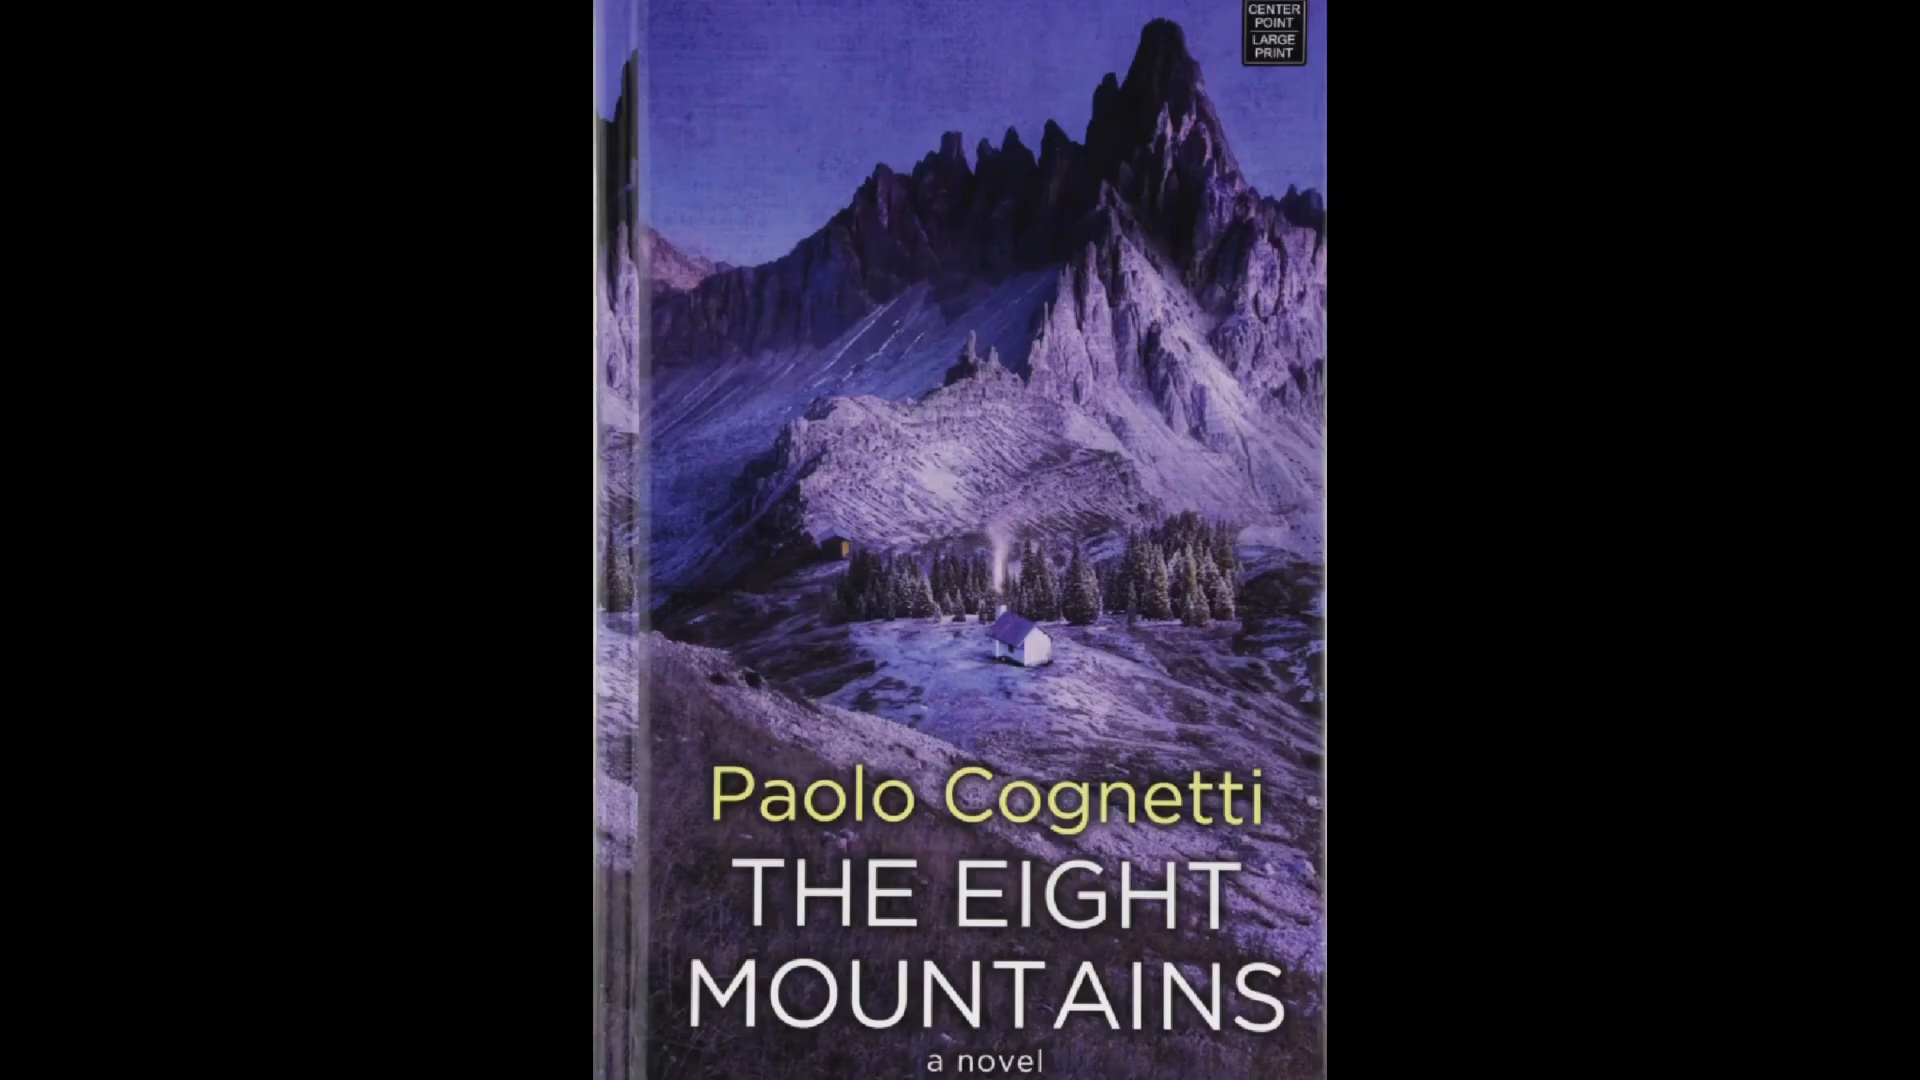 CENTER
POINT
LARGE
PRINT
Paolo Cognetti
THE EIGHT
MOUNTAINS
a novel